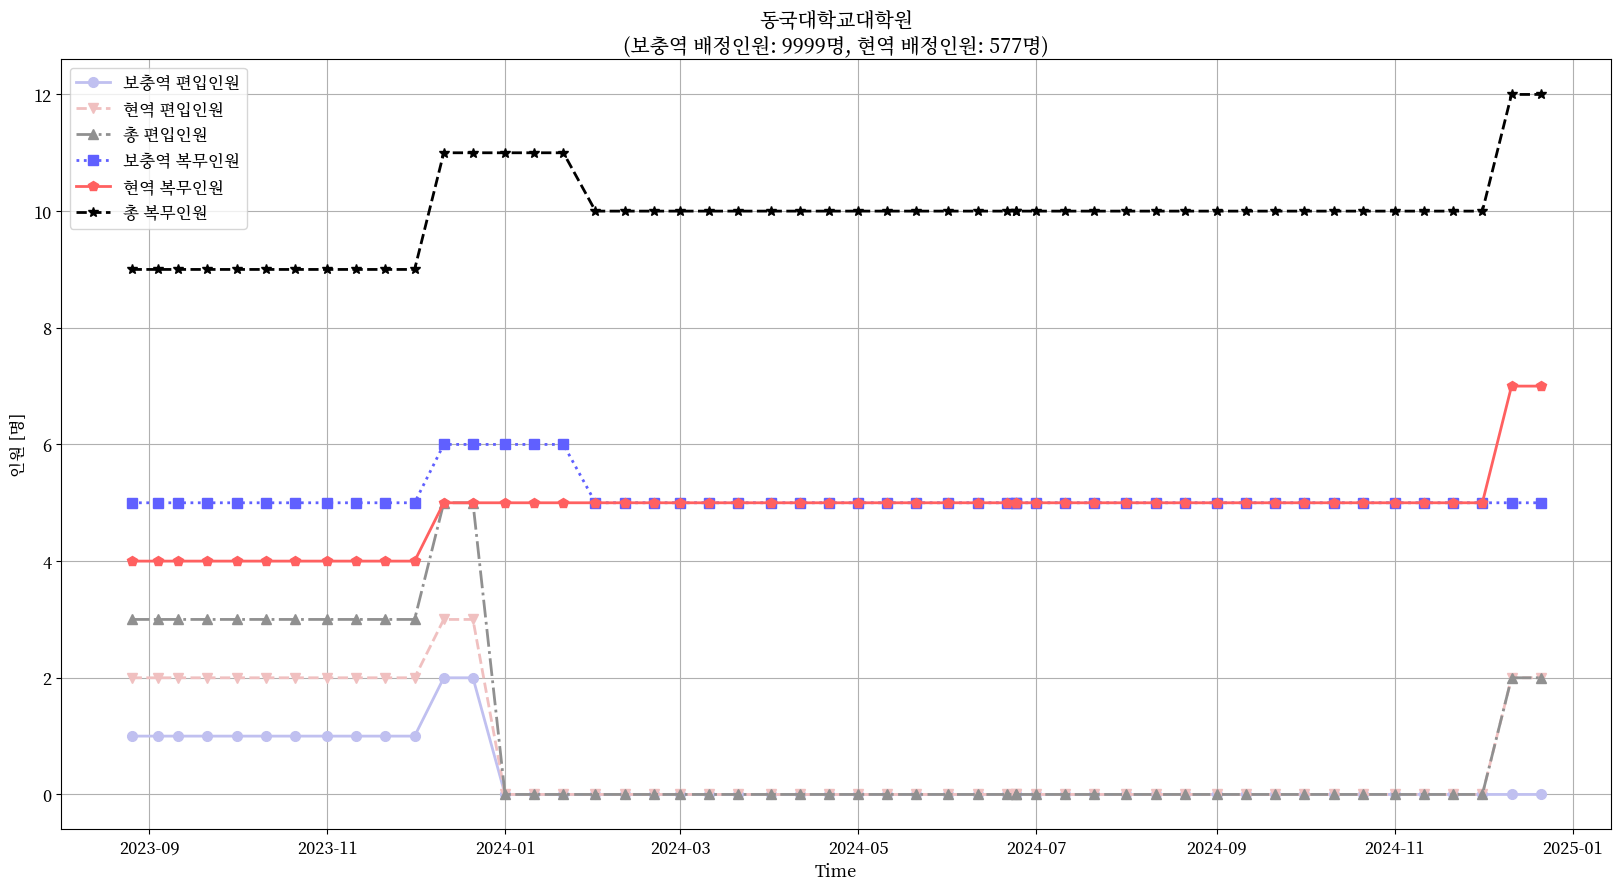 동국대학교대학원
(보충역 배정인원: 9999명, 현역 배정인원: 577명)
보충역 편입인원
현역 편입인원
총 편입인원
보충역 복무인원
현역 복무인원
총 복무인원
인원 [명]
12
10
8
6
4
2
0
2023-09
2023-11
2024-01
2024-03
2024-05
2024-07
2024-09
2024-11
2025-01
Time